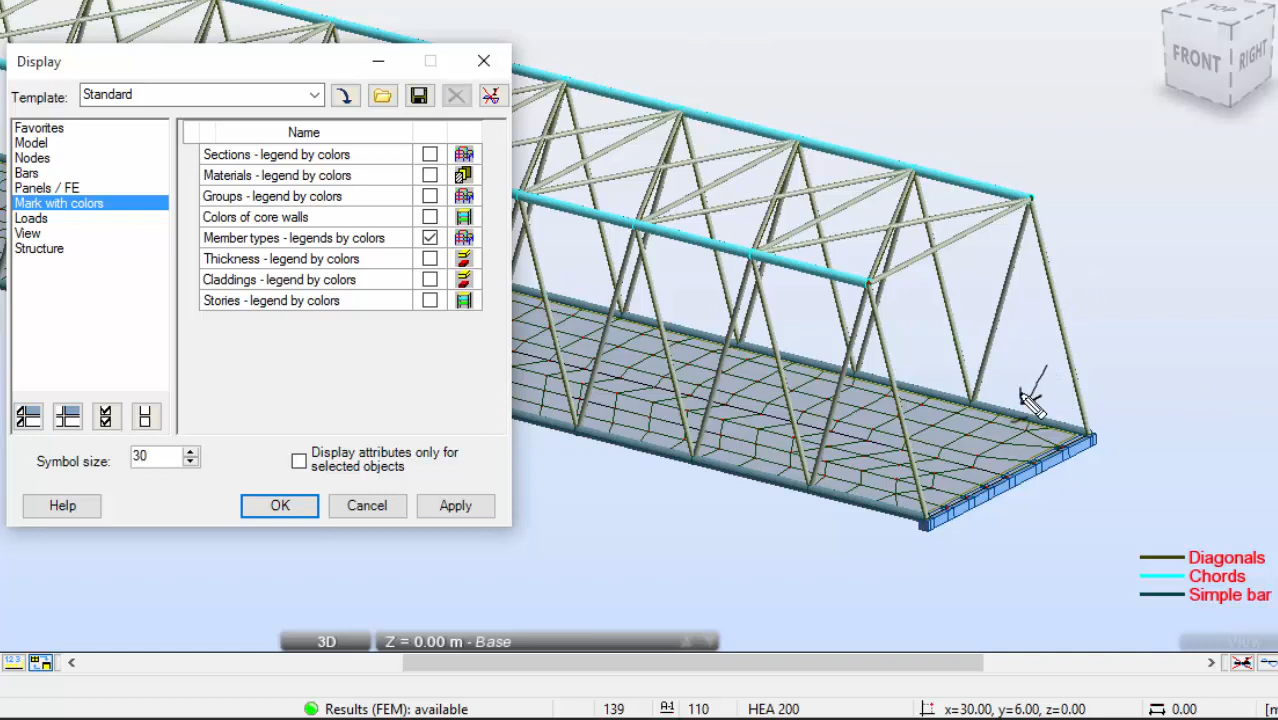 TOP
FRONT
RIGHT
Display
Template:
Standard
Favorites
Model
Nodes
Bars
Panels / FE
Mark with colors
Loads
View
Structure
Name
Sections - legend by colors
Materials - legend by colors
Groups - legend by colors
Colors of core walls
Member types - legends by colors
Thickness - legend by colors
Claddings - legend by colors
Stories - legend by colors
Symbol size:
30
Display attributes only for
selected objects
Help
OK
Cancel
Apply
Diagonals
Chords
Simple bar
3D
Z = 0.00 m - Base
View
Results (FEM): available
139
110
HEA 200
x=30.00, y=6.00, z=0.00
0.00